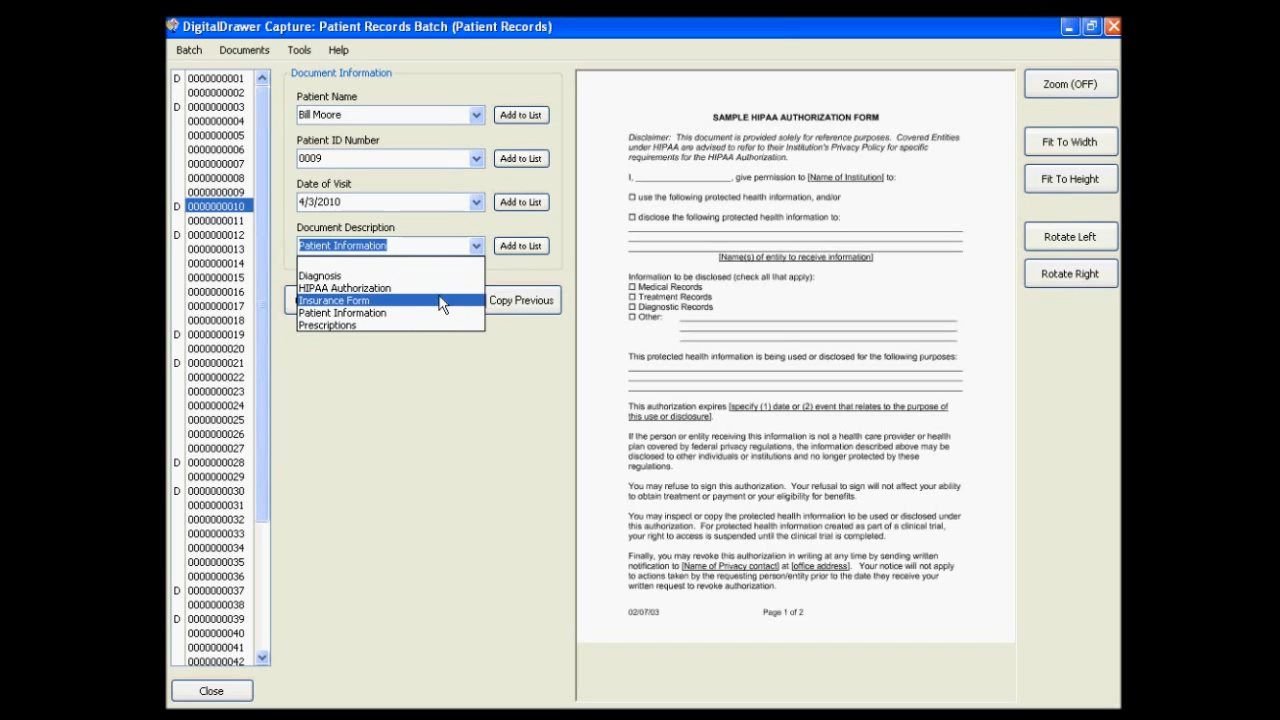 DigitalDrawer Capture: Patient Records Batch (Patient Records)
Batch Documents Tools Help
D 0000000001
0000000002
D 0000000003
0000000004
0000000005
0000000006
0000000007
0000000008
0000000009
D 0000000010
0000000011
D 0000000012
0000000013
0000000014
0000000015
0000000016
0000000017
0000000018
D 0000000019
0000000020
D 0000000021
0000000022
0000000023
0000000024
0000000025
0000000026
0000000027
D 0000000028
0000000029
D 0000000030
0000000031
0000000032
0000000033
0000000034
0000000035
0000000036
D 0000000037
0000000038
D 0000000039
0000000040
0000000041
0000000042
Close
Document Information
Patient Name
Bill Moore Add to List
Patient ID Number
0009 Add to List
Date of Visit
4/3/2010 Add to List
Document Description
Patient Information Add to List
Diagnosis
HIPAA Authorization
Insurance Form
Patient Information
Prescriptions
Copy Previous
SAMPLE HIPAA AUTHORIZATION FORM
Disclaimer: This document is provided solely for reference purposes. Covered Entities
under HIPAA are advised to refer to their Institution's Privacy Policy for specific
requirements for the HIPAA Authorization.
I, ____________________, give permission to [Name of Institution] to:
☐ use the following protected health information, and/or
☐ disclose the following protected health information to:
[Name(s) of entity to receive information]
Information to be disclosed (check all that apply):
☐ Medical Records
☐ Treatment Records
☐ Diagnostic Records
☐ Other:
This protected health information is being used or disclosed for the following purposes:
This authorization expires [specify (1) date or (2) event that relates to the purpose of
this use or disclosure].
If the person or entity receiving this information is not a health care provider or health
plan covered by federal privacy regulations, the information described above may be
disclosed to other individuals or institutions and no longer protected by these
regulations.
You may refuse to sign this authorization. Your refusal to sign will not affect your ability
to obtain treatment or payment or your eligibility for benefits.
You may inspect or copy the protected health information to be used or disclosed under
this authorization. For protected health information created as part of a clinical trial,
your right to access is suspended until the clinical trial is completed.
Finally, you may revoke this authorization in writing at any time by sending written
notification to [Name of Privacy contact] at [office address]. Your notice will not apply
to actions taken by the requesting person/entity prior to the date they receive your
written request to revoke authorization.
02/07/03 Page 1 of 2
Zoom (OFF)
Fit To Width
Fit To Height
Rotate Left
Rotate Right